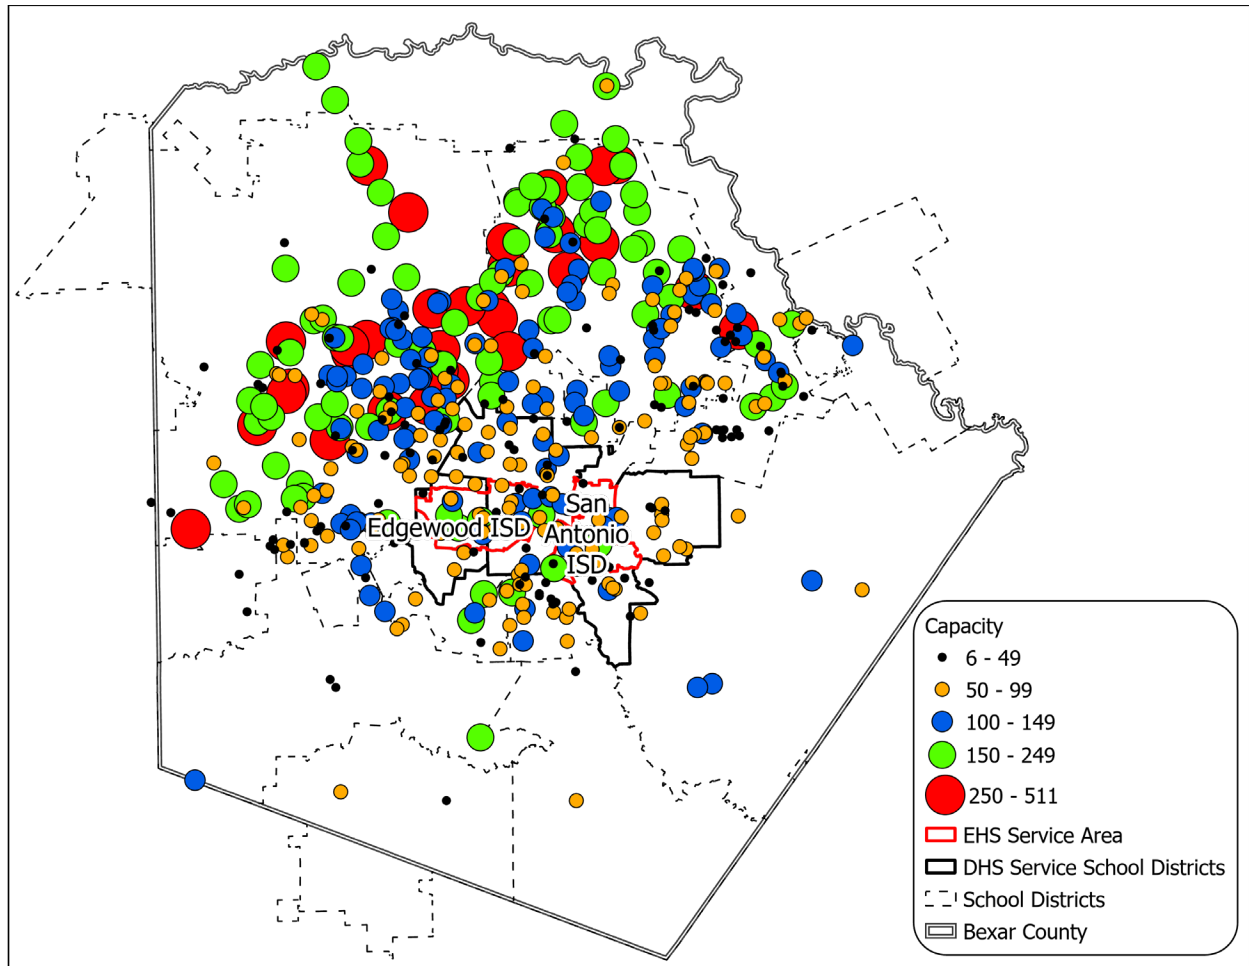 Edgewood ISD
San
Antonio
ISD
Capacity
6 - 49
50 - 99
100 - 149
150 - 249
250 - 511
EHS Service Area
DHS Service School Districts
School Districts
Bexar County